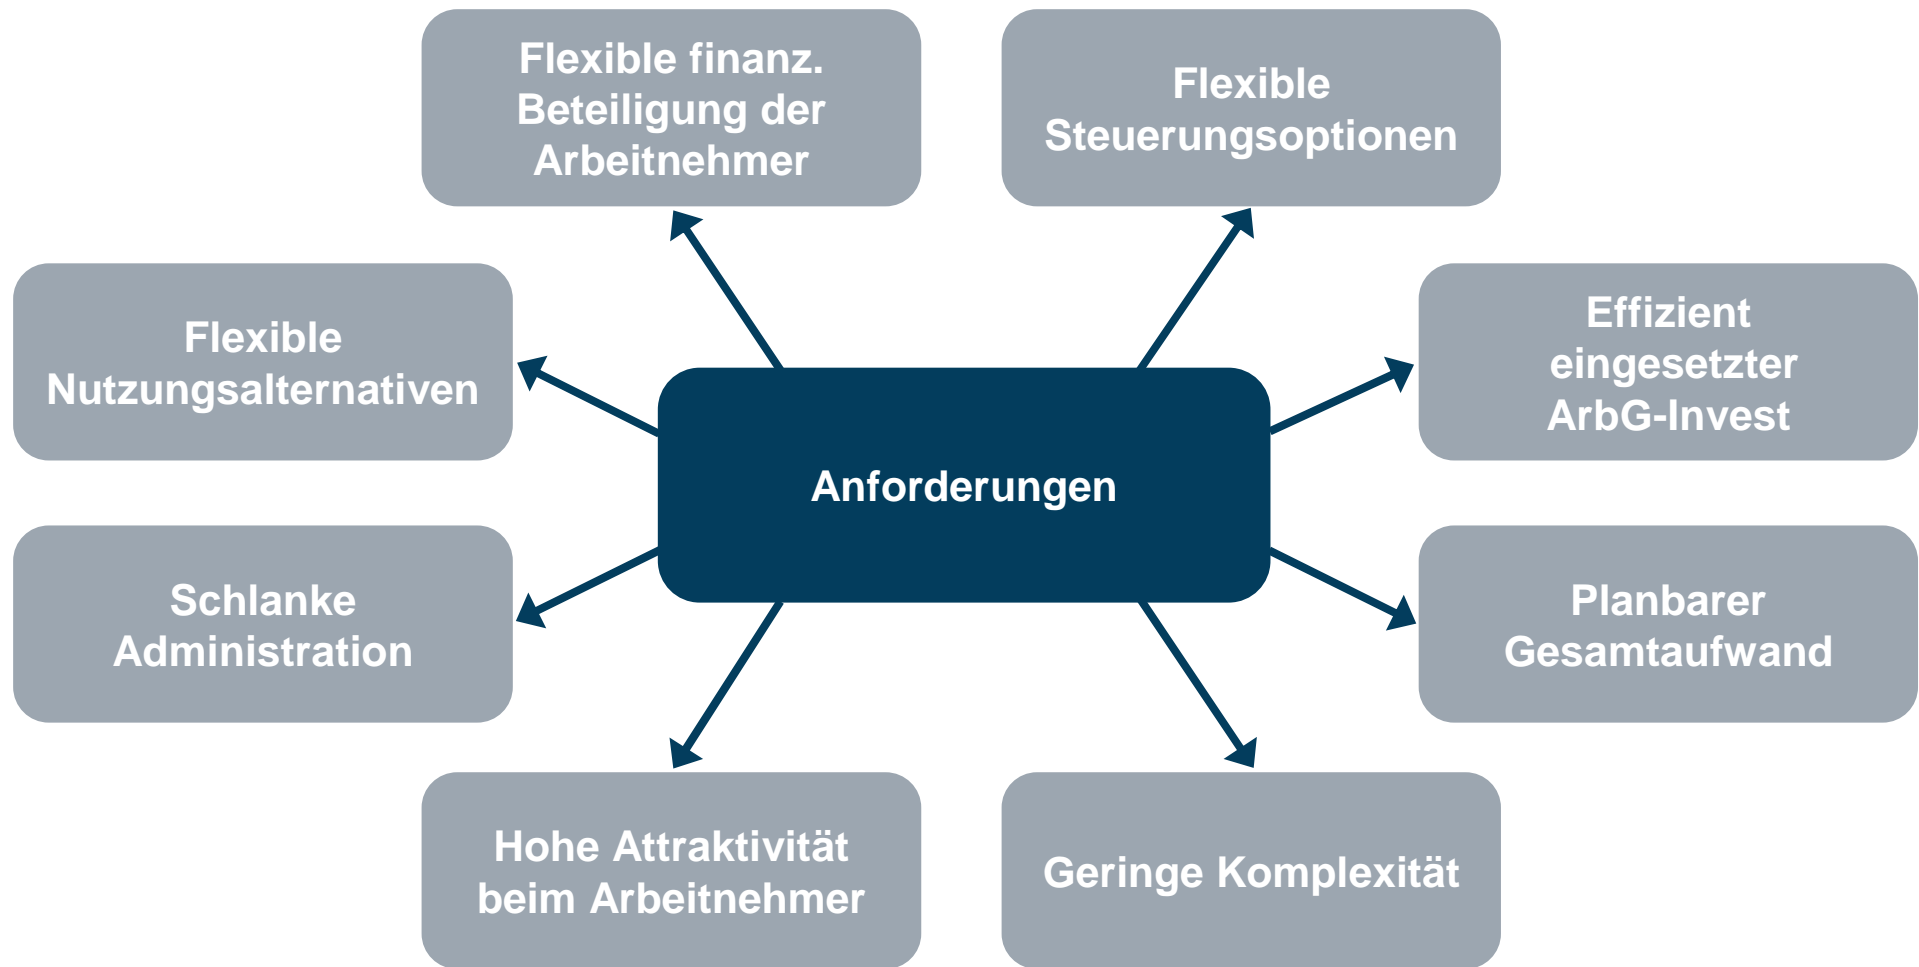 Flexible finanz.
Beteiligung der
Arbeitnehmer
Flexible
Steuerungsoptionen
Flexible
Nutzungsalternativen
Effizient
eingesetzter
ArbG-Invest
Anforderungen
Schlanke
Administration
Planbarer
Gesamtaufwand
Hohe Attraktivität
beim Arbeitnehmer
Geringe Komplexität